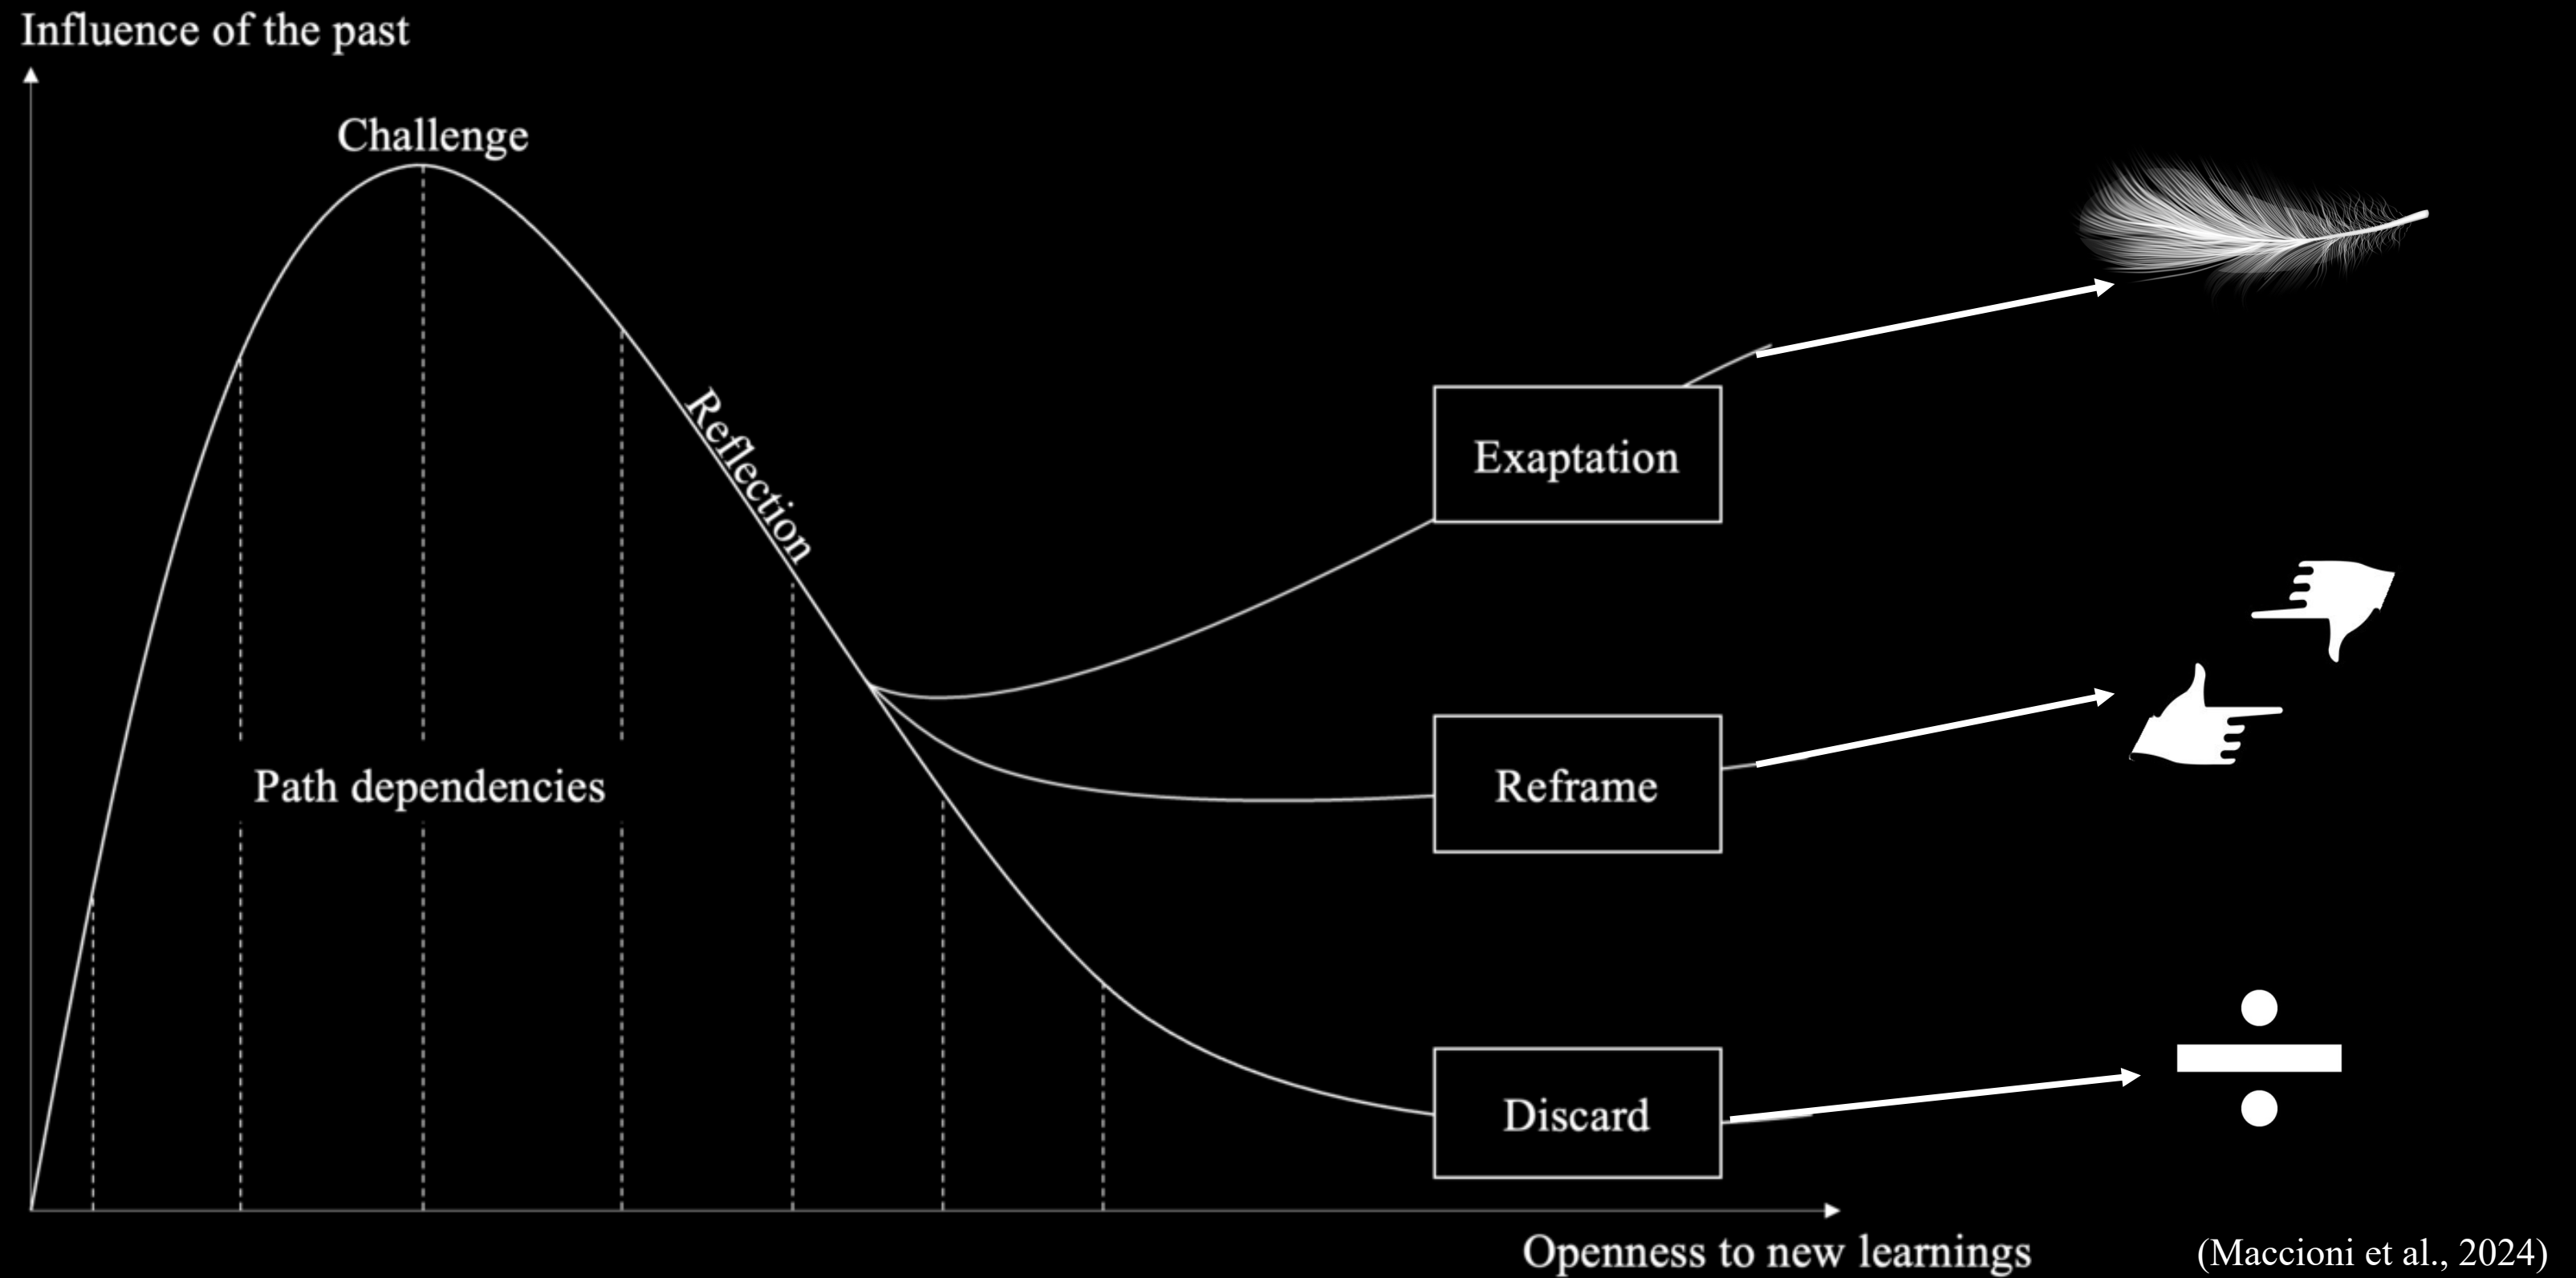 Influence of the past
Challenge
Reflection
Exaptation
Path dependencies
Reframe
Discard
Openness to new learnings
(Maccioni et al., 2024)